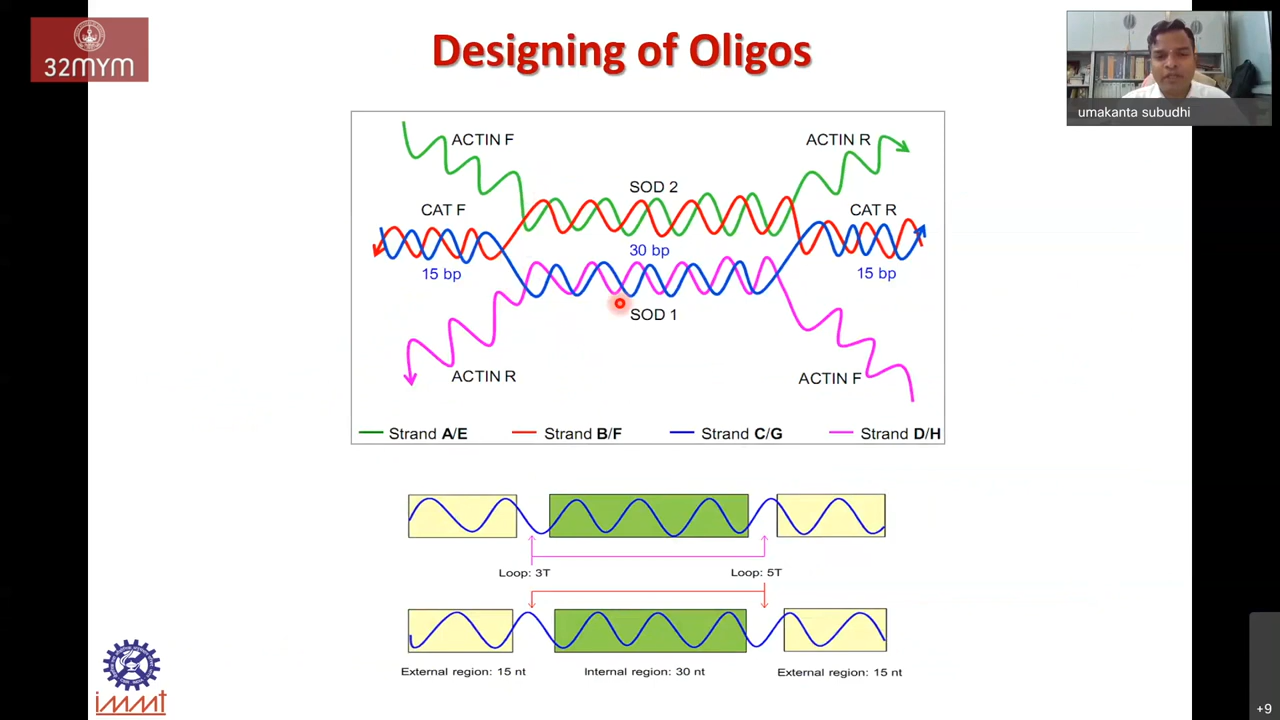 32MYM
Designing of Oligos
umakanta subudhi
ACTIN F
ACTIN R
SOD 2
CAT F
CAT R
30 bp
15 bp
15 bp
SOD 1
ACTIN R
ACTIN F
Strand A/E
Strand B/F
Strand C/G
Strand D/H
Loop: 3T
Loop: 5T
External region: 15 nt
Internal region: 30 nt
External region: 15 nt
immt
+9